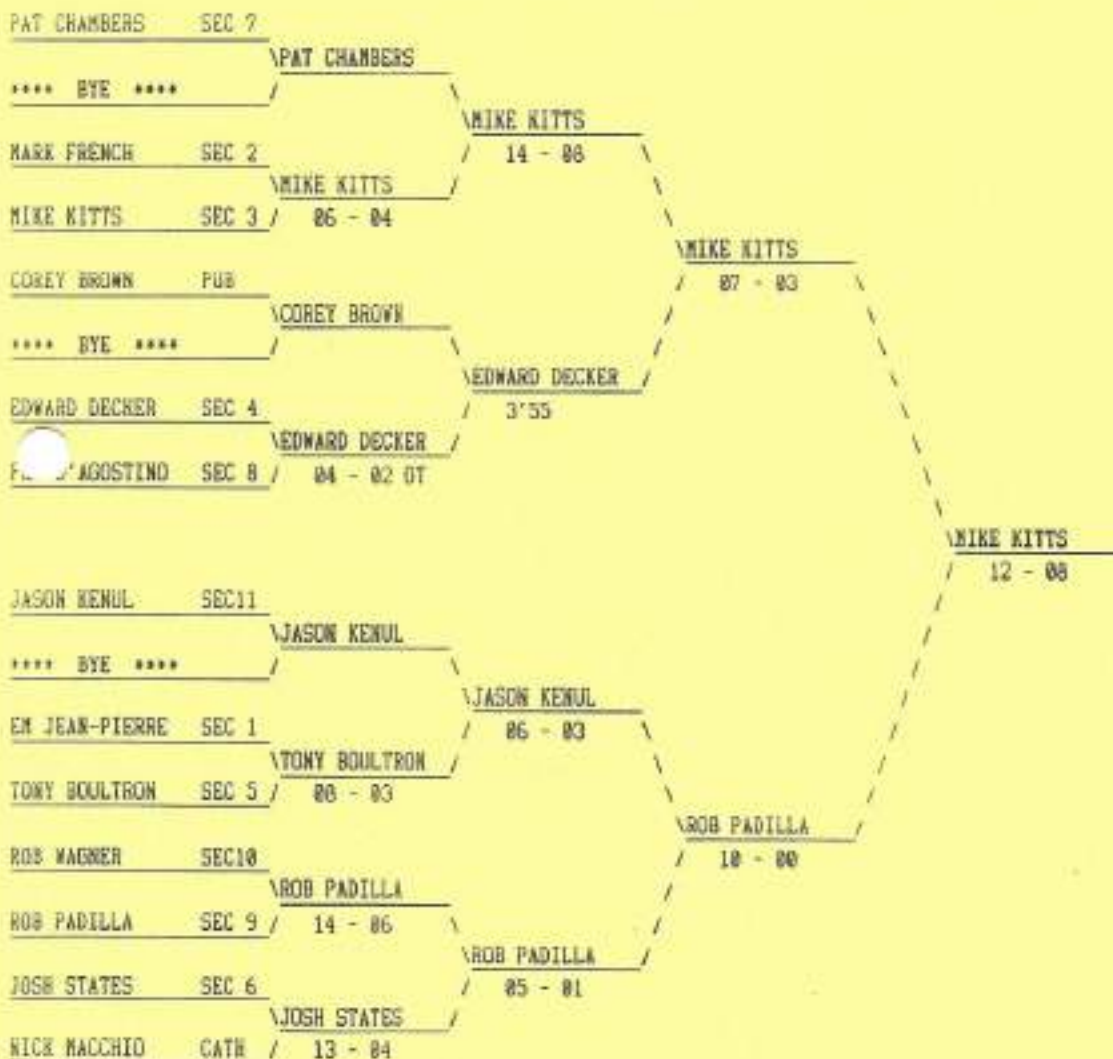 PAT CHAMBERS SEC 7
\PAT CHAMBERS
**** BYE **** /
\MIKE KITTS
MARK FRENCH SEC 2 / 14 - 08
\MIKE KITTS
MIKE KITTS SEC 3 / 06 - 04
\MIKE KITTS
COREY BROWN PUB / 07 - 03
\COREY BROWN
**** BYE **** /
\EDWARD DECKER
EDWARD DECKER SEC 4 / 3'55
\EDWARD DECKER
'AGOSTINO SEC 8 / 04 - 02 OT
\MIKE KITTS
/ 12 - 08
JASON KENUL SEC11
\JASON KENUL
**** BYE **** /
\JASON KENUL
EM JEAN-PIERRE SEC 1 / 06 - 03
\TONY BOULTRON
TONY BOULTRON SEC 5 / 08 - 03
\ROB PADILLA
ROB WAGNER SEC10 / 10 - 00
\ROB PADILLA
ROB PADILLA SEC 9 / 14 - 06
\ROB PADILLA
JOSH STATES SEC 6 / 05 - 01
\JOSH STATES
NICK MACCHIO CATH / 13 - 04